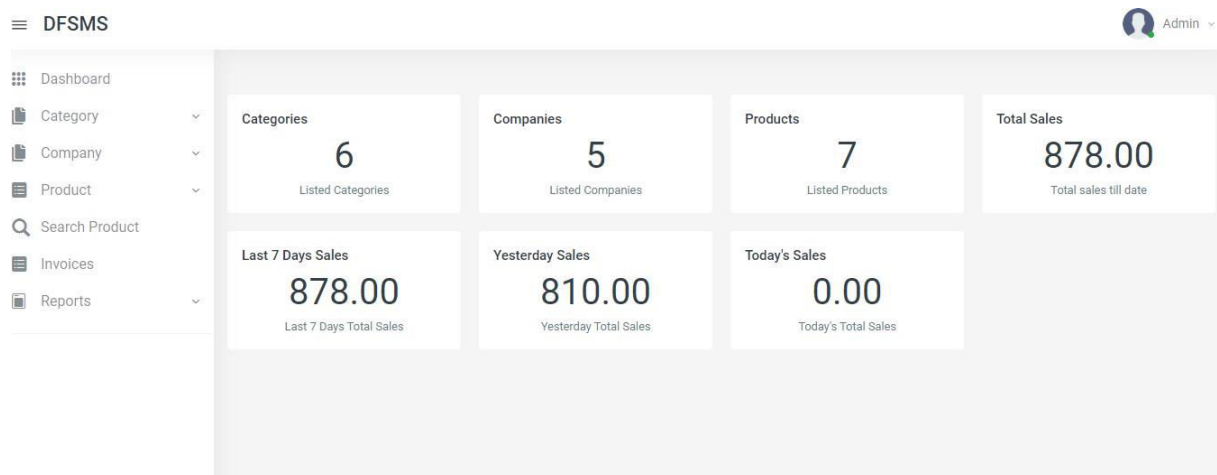 DFSMS
Admin
Dashboard
Category
Company
Product
Search Product
Invoices
Reports
Categories
6
Listed Categories
Companies
5
Listed Companies
Products
7
Listed Products
Total Sales
878.00
Total sales till date
Last 7 Days Sales
878.00
Last 7 Days Total Sales
Yesterday Sales
810.00
Yesterday Total Sales
Today's Sales
0.00
Today's Total Sales